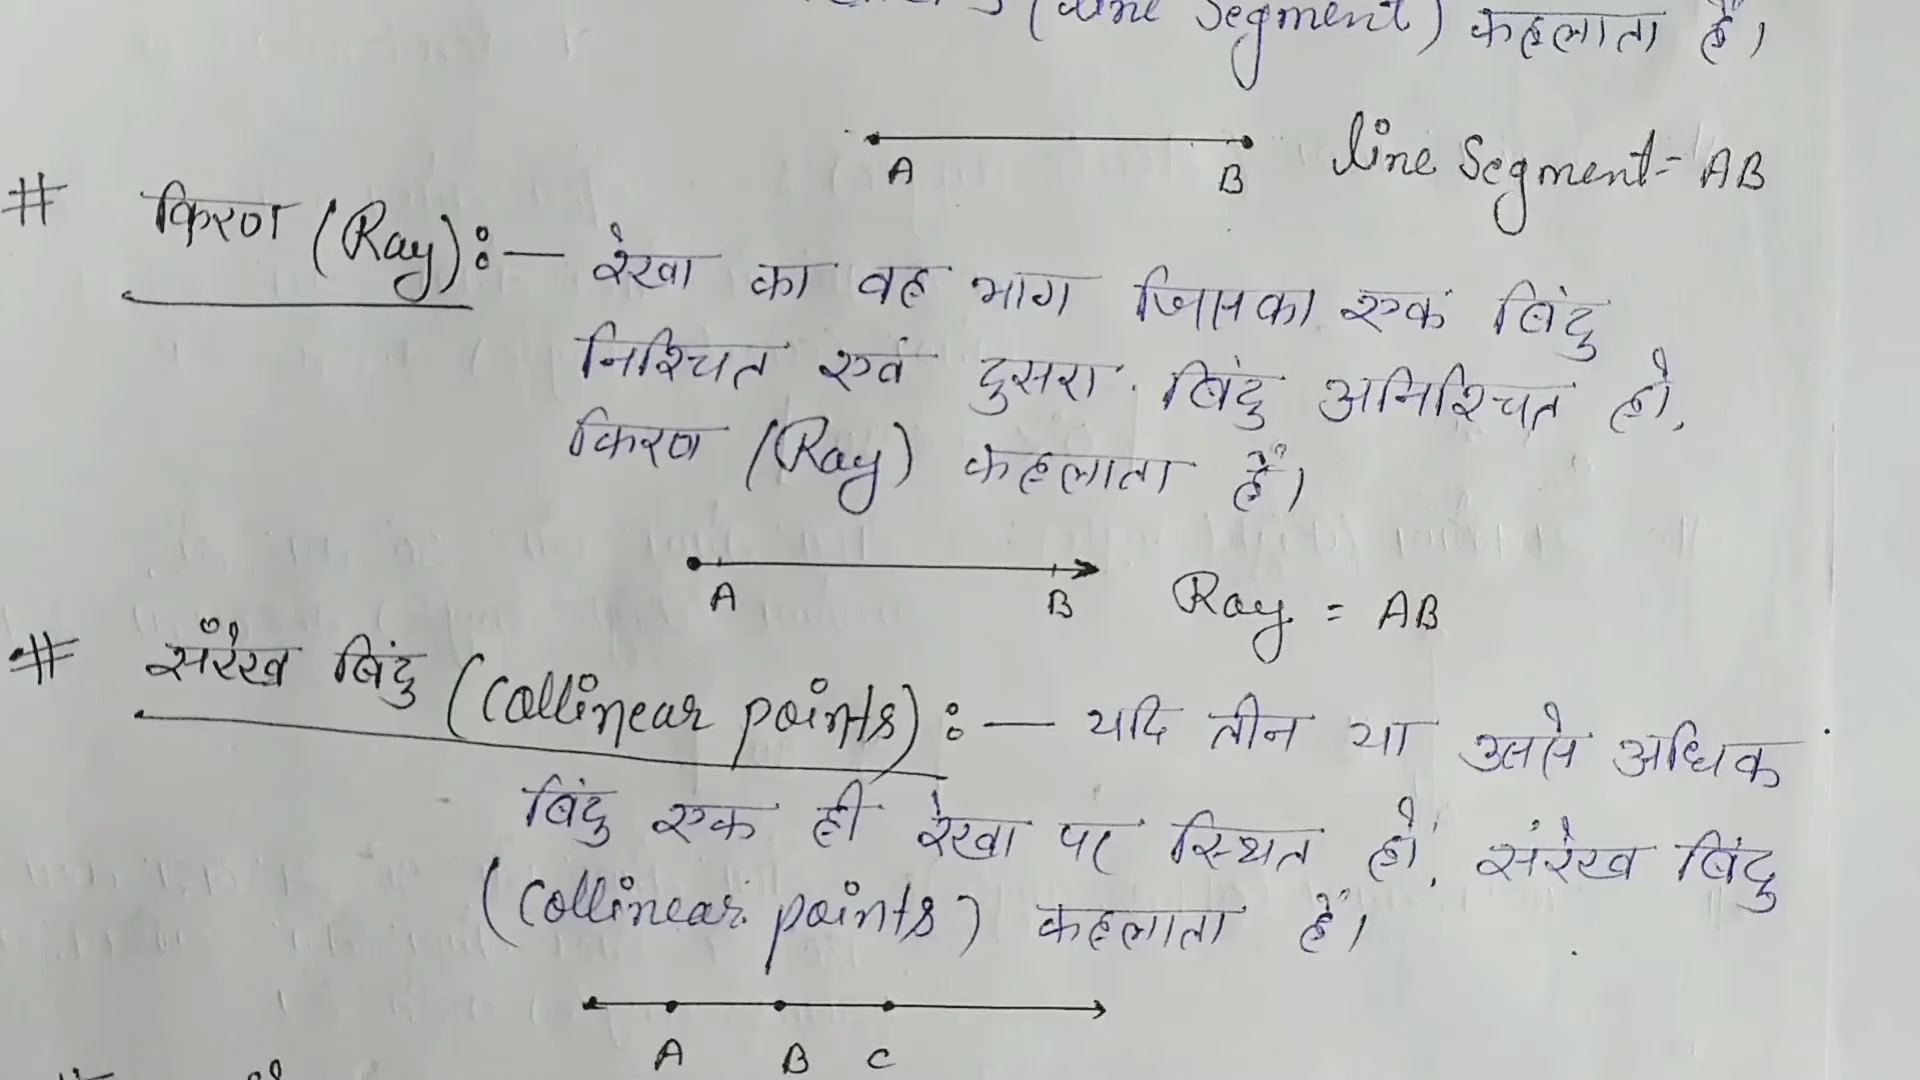 (Line Segment) कहलाता है।
A B line Segment- AB
# किरण (Ray):— रेखा का वह भाग जिसका एक बिंदु
निश्चित एवं दुसरा बिंदु अनिश्चित हो,
किरण (Ray) कहलाता हैं।
A B Ray = AB
# संरेख बिंदु (Collinear points):— यदि तीन या उससे अधिक
बिंदु एक ही रेखा पर स्थित हो, संरेख बिंदु
(Collinear points) कहलाता हैं।
A B C